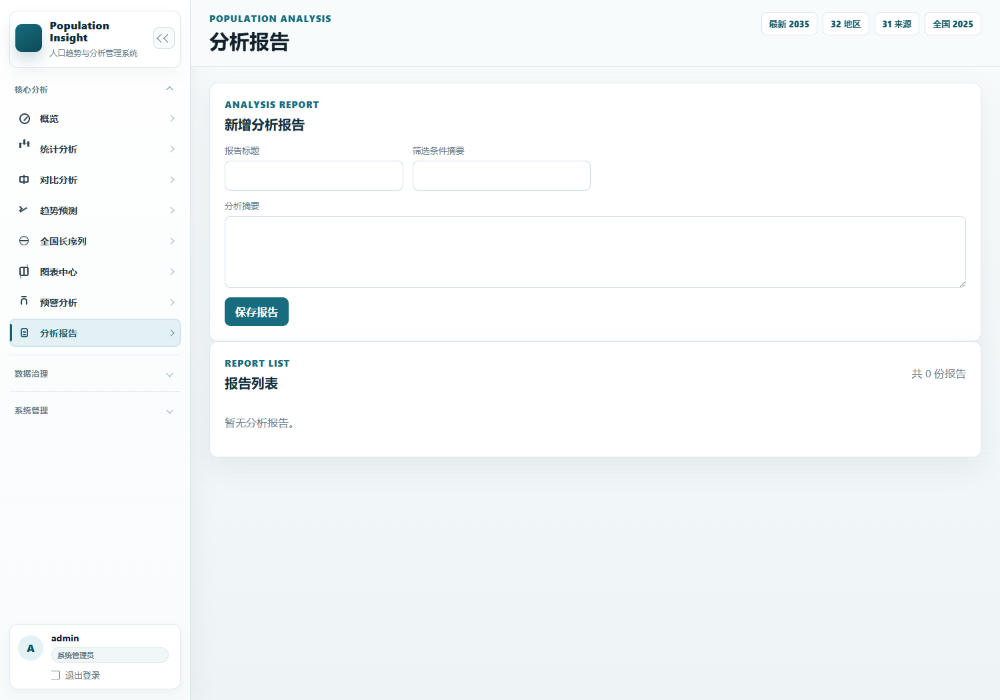 Population
Insight
人口趋势与分析管理系统
核心分析
概览
统计分析
对比分析
趋势预测
全国长序列
图表中心
预警分析
分析报告
数据治理
系统管理
A
admin
系统管理员
退出登录
POPULATION ANALYSIS
分析报告
最新 2035
32 地区
31 来源
全国 2025
ANALYSIS REPORT
新增分析报告
报告标题
筛选条件摘要
分析摘要
保存报告
REPORT LIST
报告列表
共 0 份报告
暂无分析报告。